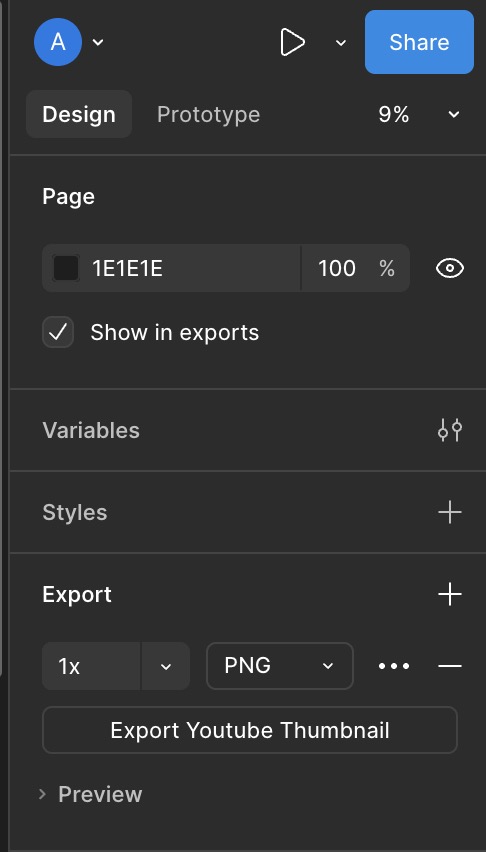 A
Share
Design Prototype 9%
Page
1E1E1E 100 %
Show in exports
Variables
Styles
Export
1x PNG
Export Youtube Thumbnail
Preview